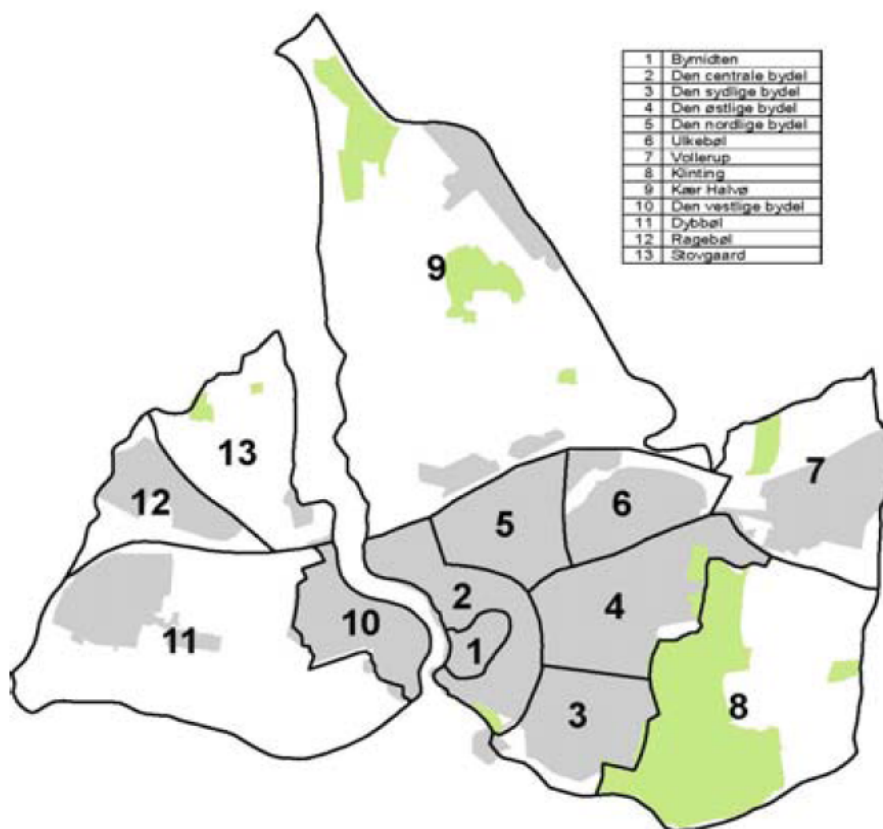 1 Bymidten
2 Den centrale bydel
3 Den sydlige bydel
4 Den østlige bydel
5 Den nordlige bydel
6 Ulkebøl
7 Vollerup
8 Klinting
9 Kær Halvø
10 Den vestlige bydel
11 Dybbøl
12 Ragebøl
13 Stovgaard
9
7
13
12
6
5
4
2
10
11
1
8
3